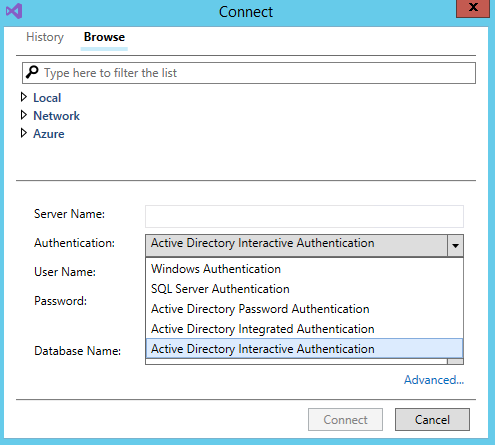 Connect
x
History Browse
Type here to filter the list
Local
Network
Azure
Server Name:
Authentication: Active Directory Interactive Authentication
User Name:
Windows Authentication
SQL Server Authentication
Password:
Active Directory Password Authentication
Active Directory Integrated Authentication
Database Name: Active Directory Interactive Authentication
Advanced...
Connect Cancel